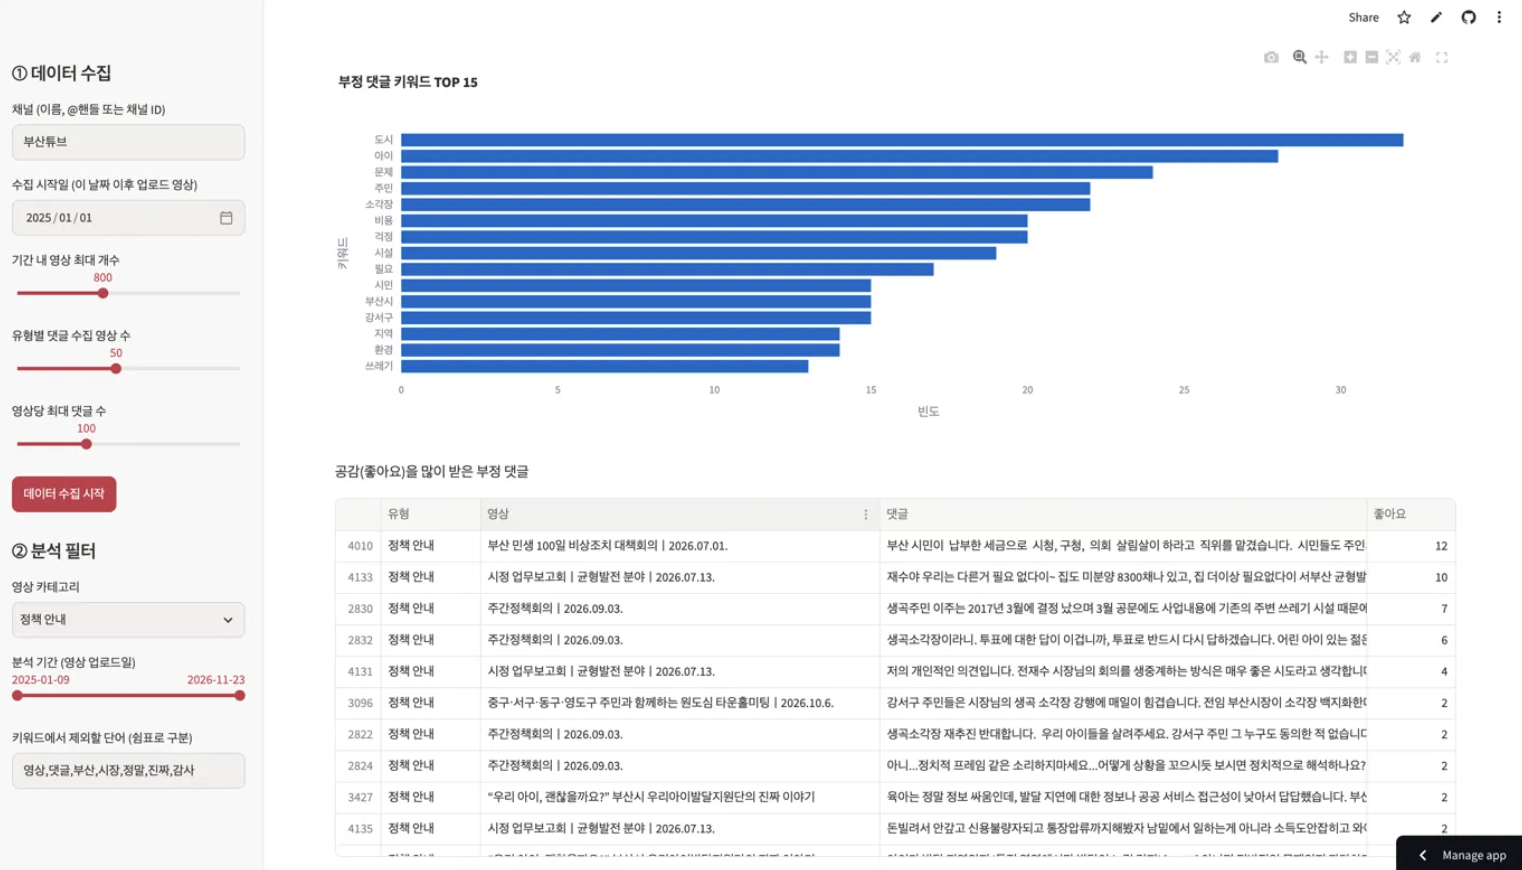 Share
① 데이터 수집
채널 (이름, @핸들 또는 채널 ID)
부산튜브
수집 시작일 (이 날짜 이후 업로드 영상)
2025/01/01
기간 내 영상 최대 개수
800
유형별 댓글 수집 영상 수
50
영상당 최대 댓글 수
100
데이터 수집 시작
② 분석 필터
영상 카테고리
정책 안내
분석 기간 (영상 업로드일)
2025-01-09 2026-11-23
키워드에서 제외할 단어 (쉼표로 구분)
영상,댓글,부산,시장,정말,진짜,감사
부정 댓글 키워드 TOP 15
키워드
도시
아이
문제
주민
소각장
비용
걱정
시설
필요
시민
부산시
강서구
지역
환경
쓰레기
0 5 10 15 20 25 30
빈도
공감(좋아요)을 많이 받은 부정 댓글
유형 영상 댓글 좋아요
4010 정책 안내 부산 민생 100일 비상조치 대책회의 | 2026.07.01. 부산 시민이 납부한 세금으로 시청, 구청, 의회 살림살이 하라고 직위를 맡겼습니다. 시민들도 주인 12
4133 정책 안내 시정 업무보고회 | 균형발전 분야 | 2026.07.13. 재수야 우리는 다른거 필요 없다이~ 집도 미분양 8300채나 있고, 집 더이상 필요없다이 서부산 균형발 10
2830 정책 안내 주간정책회의 | 2026.09.03. 생곡주민 이주는 2017년 3월에 결정 났으며 3월 공문에도 사업내용에 기존의 주변 쓰레기 시설 때문에 7
2832 정책 안내 주간정책회의 | 2026.09.03. 생곡소각장이라니. 투표에 대한 답이 이겁니까, 투표로 반드시 다시 답하겠습니다. 어린 아이 있는 젊은 6
4131 정책 안내 시정 업무보고회 | 균형발전 분야 | 2026.07.13. 저의 개인적인 의견입니다. 전재수 시장님의 회의를 생중계하는 방식은 매우 좋은 시도라고 생각합니다 4
3096 정책 안내 중구·서구·동구·영도구 주민과 함께하는 원도심 타운홀미팅 | 2026.10.6. 강서구 주민들은 시장님의 생곡 소각장 강행에 매일이 힘겹습니다. 전임 부산시장이 소각장 백지화한다 2
2822 정책 안내 주간정책회의 | 2026.09.03. 생곡소각장 재추진 반대합니다. 우리 아이들을 살려주세요. 강서구 주민 그 누구도 동의한 적 없습니다 2
2824 정책 안내 주간정책회의 | 2026.09.03. 아니...정치적 프레임 같은 소리하지마세요...어떻게 상황을 꼬으시듯 보시면 정치적으로 해석하나요? 2
3427 정책 안내 “우리 아이, 괜찮을까요?” 부산시 우리아이발달지원단의 진짜 이야기 육아는 정말 정보 싸움인데, 발달 지연에 대한 정보나 공공 서비스 접근성이 낮아서 답답했습니다. 부산 2
4135 정책 안내 시정 업무보고회 | 균형발전 분야 | 2026.07.13. 돈빌려서 안갚고 신용불량자되고 통장압류까지해봤자 남밑에서 일하는게 아니라 소득도안잡히고 와이 2
Manage app